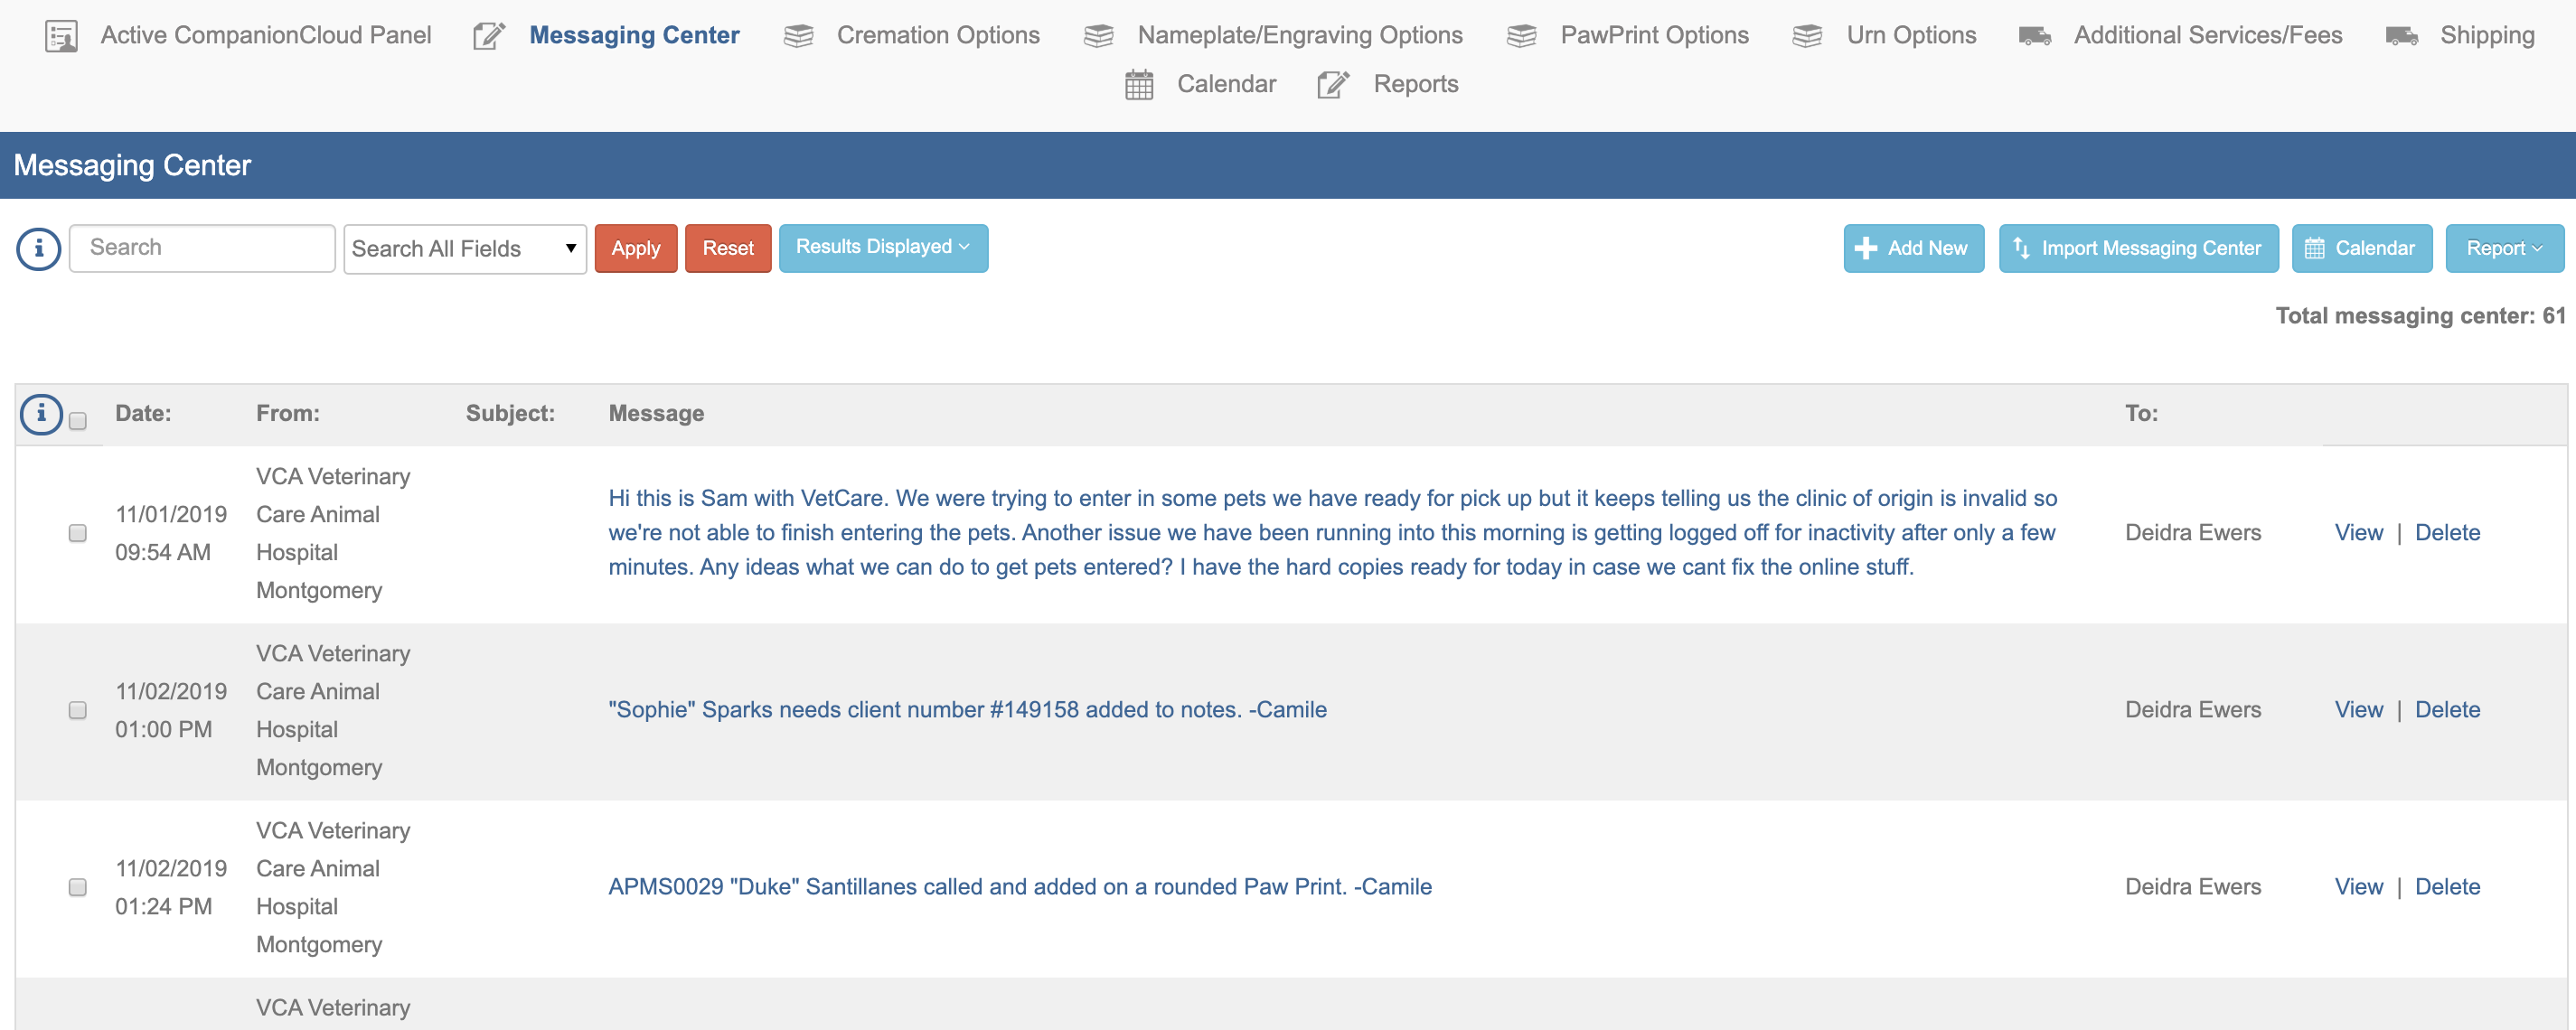 Active CompanionCloud Panel Messaging Center Cremation Options Nameplate/Engraving Options PawPrint Options Urn Options Additional Services/Fees Shipping
Calendar Reports
Messaging Center
Search Search All Fields Apply Reset Results Displayed Add New Import Messaging Center Calendar Report
Total messaging center: 61
Date: From: Subject: Message To:
11/01/2019
09:54 AM
VCA Veterinary
Care Animal
Hospital
Montgomery
Hi this is Sam with VetCare. We were trying to enter in some pets we have ready for pick up but it keeps telling us the clinic of origin is invalid so
we're not able to finish entering the pets. Another issue we have been running into this morning is getting logged off for inactivity after only a few
minutes. Any ideas what we can do to get pets entered? I have the hard copies ready for today in case we cant fix the online stuff.
Deidra Ewers
View | Delete
11/02/2019
01:00 PM
VCA Veterinary
Care Animal
Hospital
Montgomery
"Sophie" Sparks needs client number #149158 added to notes. -Camile
Deidra Ewers
View | Delete
11/02/2019
01:24 PM
VCA Veterinary
Care Animal
Hospital
Montgomery
APMS0029 "Duke" Santillanes called and added on a rounded Paw Print. -Camile
Deidra Ewers
View | Delete
VCA Veterinary